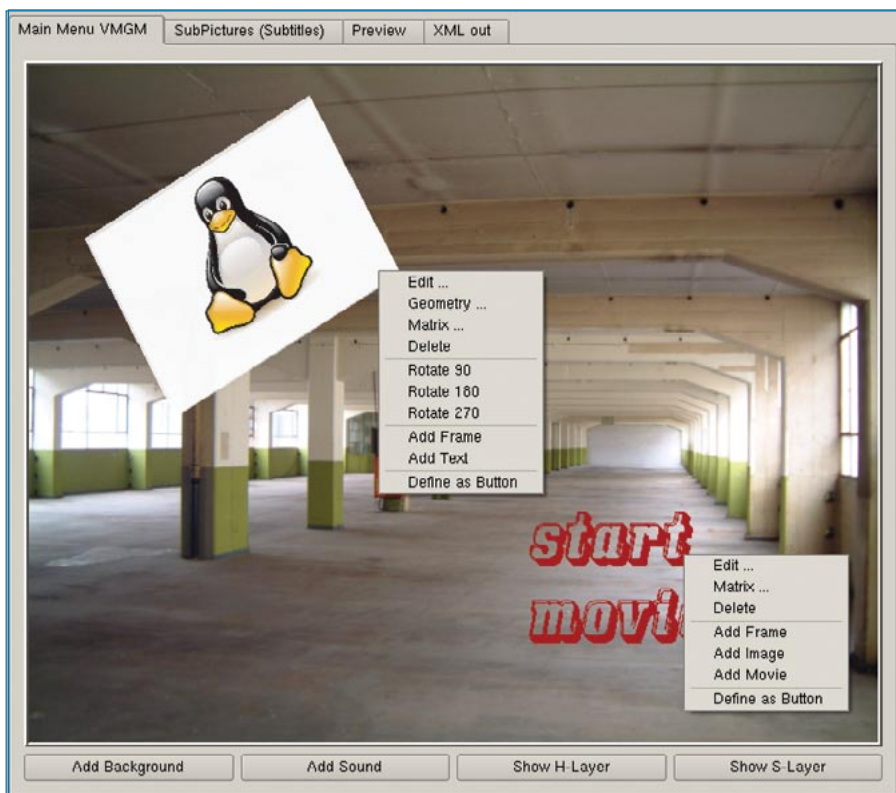 Main Menu VMGM
SubPictures (Subtitles)
Preview
XML out
Edit ...
Geometry ...
Matrix ...
Delete
Rotate 90
Rotate 180
Rotate 270
Add Frame
Add Text
Define as Button
start
movi
Edit ...
Matrix ...
Delete
Add Frame
Add Image
Add Movie
Define as Button
Add Background
Add Sound
Show H-Layer
Show S-Layer